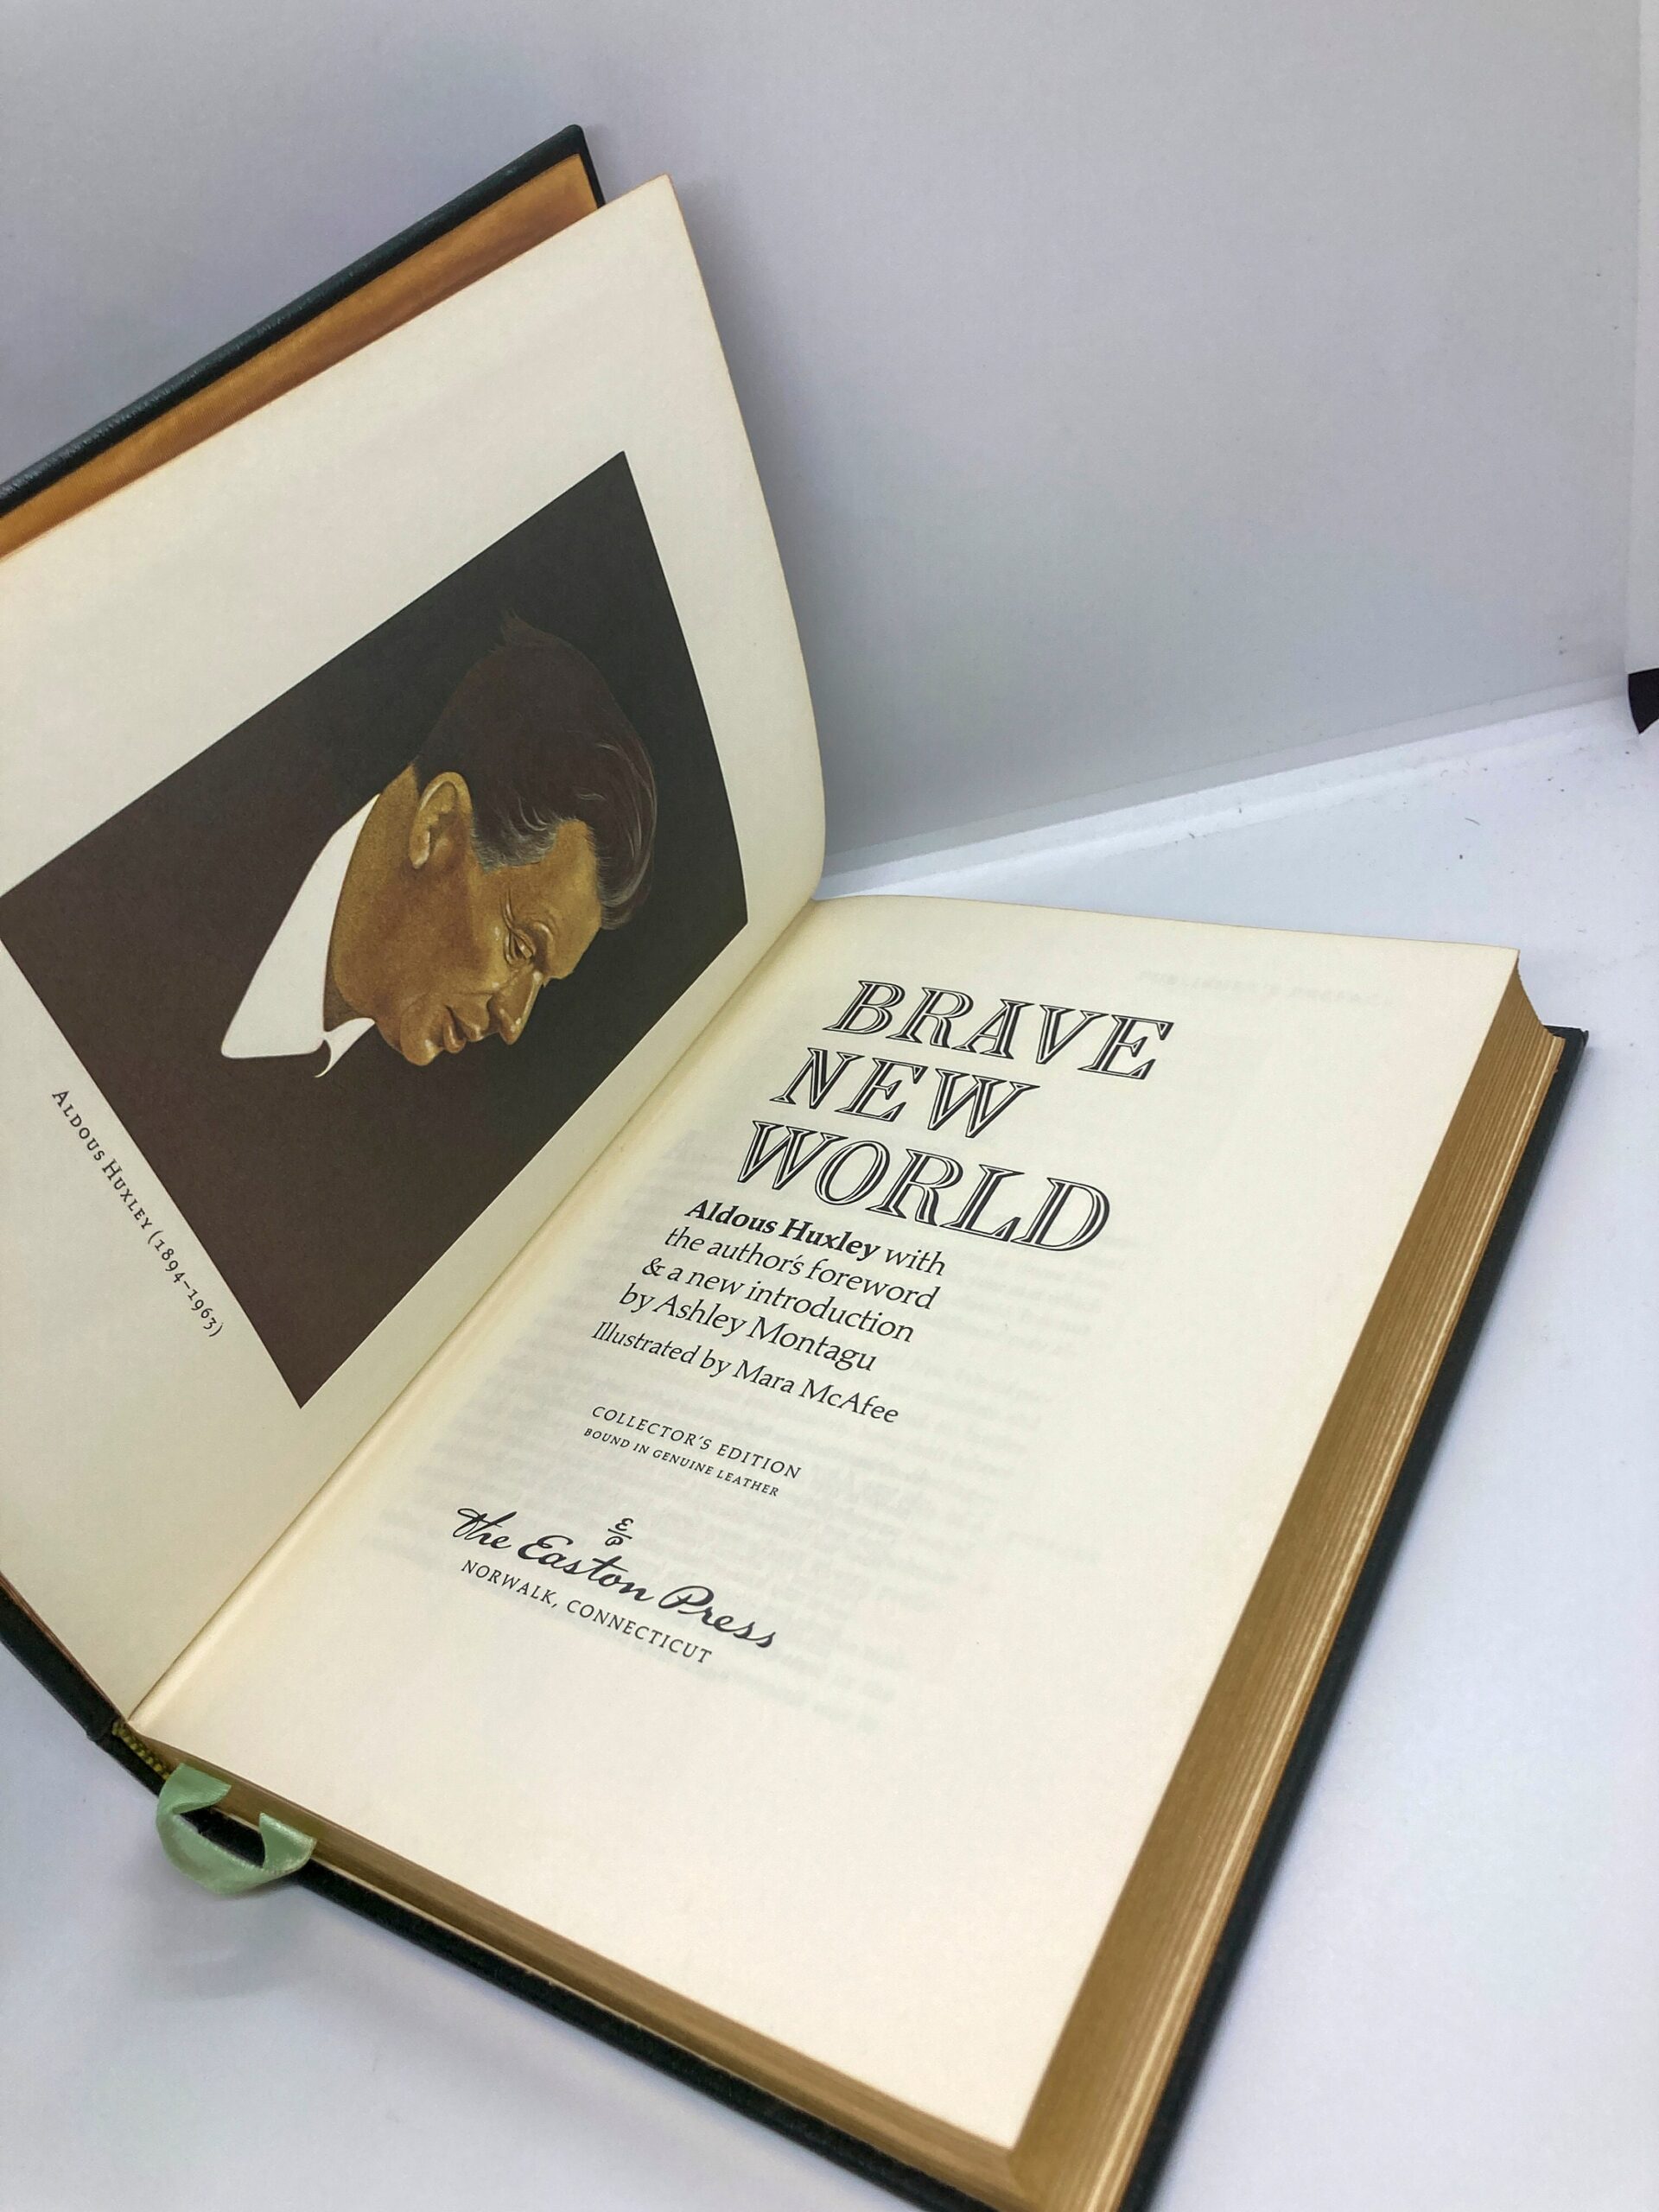 Aldous Huxley (1894–1963)
BRAVE
NEW
WORLD
Aldous Huxley with
the author's foreword
& a new introduction
by Ashley Montagu
Illustrated by Mara McAfee
COLLECTOR'S EDITION
BOUND IN GENUINE LEATHER
EP
The Easton Press
NORWALK, CONNECTICUT